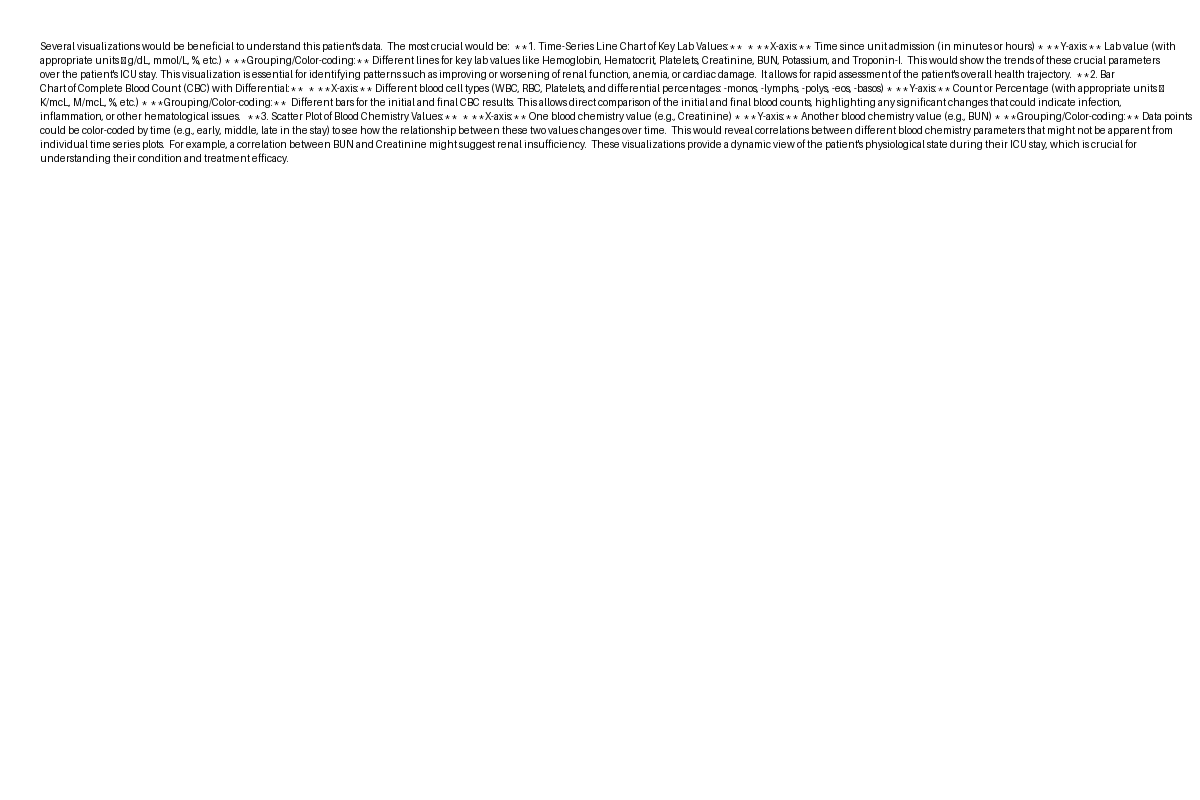 Several visualizations would be beneficial to understand this patient's data.  The most crucial would be:  **1. Time-Series Line Chart of Key Lab Values:**  * **X-axis:** Time since unit admission (in minutes or hours) * **Y-axis:** Lab value (with
appropriate units □ g/dL, mmol/L, %, etc.) * **Grouping/Color-coding:** Different lines for key lab values like Hemoglobin, Hematocrit, Platelets, Creatinine, BUN, Potassium, and Troponin-I.  This would show the trends of these crucial parameters
over the patient's ICU stay. This visualization is essential for identifying patterns such as improving or worsening of renal function, anemia, or cardiac damage.  It allows for rapid assessment of the patient's overall health trajectory.  **2. Bar
Chart of Complete Blood Count (CBC) with Differential:**  * **X-axis:** Different blood cell types (WBC, RBC, Platelets, and differential percentages: -monos, -lymphs, -polys, -eos, -basos) * **Y-axis:** Count or Percentage (with appropriate units □
K/mcL, M/mcL, %, etc.) * **Grouping/Color-coding:**  Different bars for the initial and final CBC results. This allows direct comparison of the initial and final blood counts, highlighting any significant changes that could indicate infection,
inflammation, or other hematological issues.  **3. Scatter Plot of Blood Chemistry Values:**  * **X-axis:** One blood chemistry value (e.g., Creatinine) * **Y-axis:** Another blood chemistry value (e.g., BUN) * **Grouping/Color-coding:** Data points
could be color-coded by time (e.g., early, middle, late in the stay) to see how the relationship between these two values changes over time.  This would reveal correlations between different blood chemistry parameters that might not be apparent from
individual time series plots.  For example, a correlation between BUN and Creatinine might suggest renal insufficiency.  These visualizations provide a dynamic view of the patient's physiological state during their ICU stay, which is crucial for
understanding their condition and treatment efficacy.